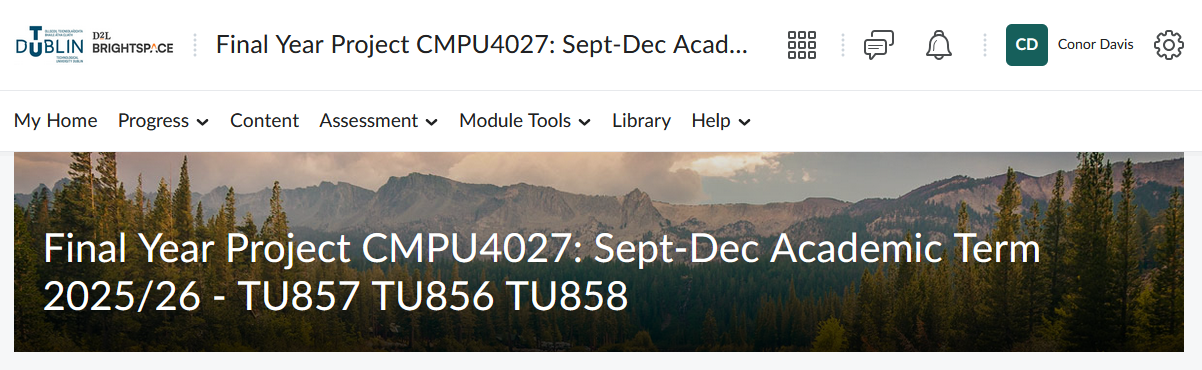 TU
DUBLIN
D2L
BRIGHTSPACE
Final Year Project CMPU4027: Sept-Dec Acad...
CD
Conor Davis
My Home Progress Content Assessment Module Tools Library Help
Final Year Project CMPU4027: Sept-Dec Academic Term
2025/26 - TU857 TU856 TU858